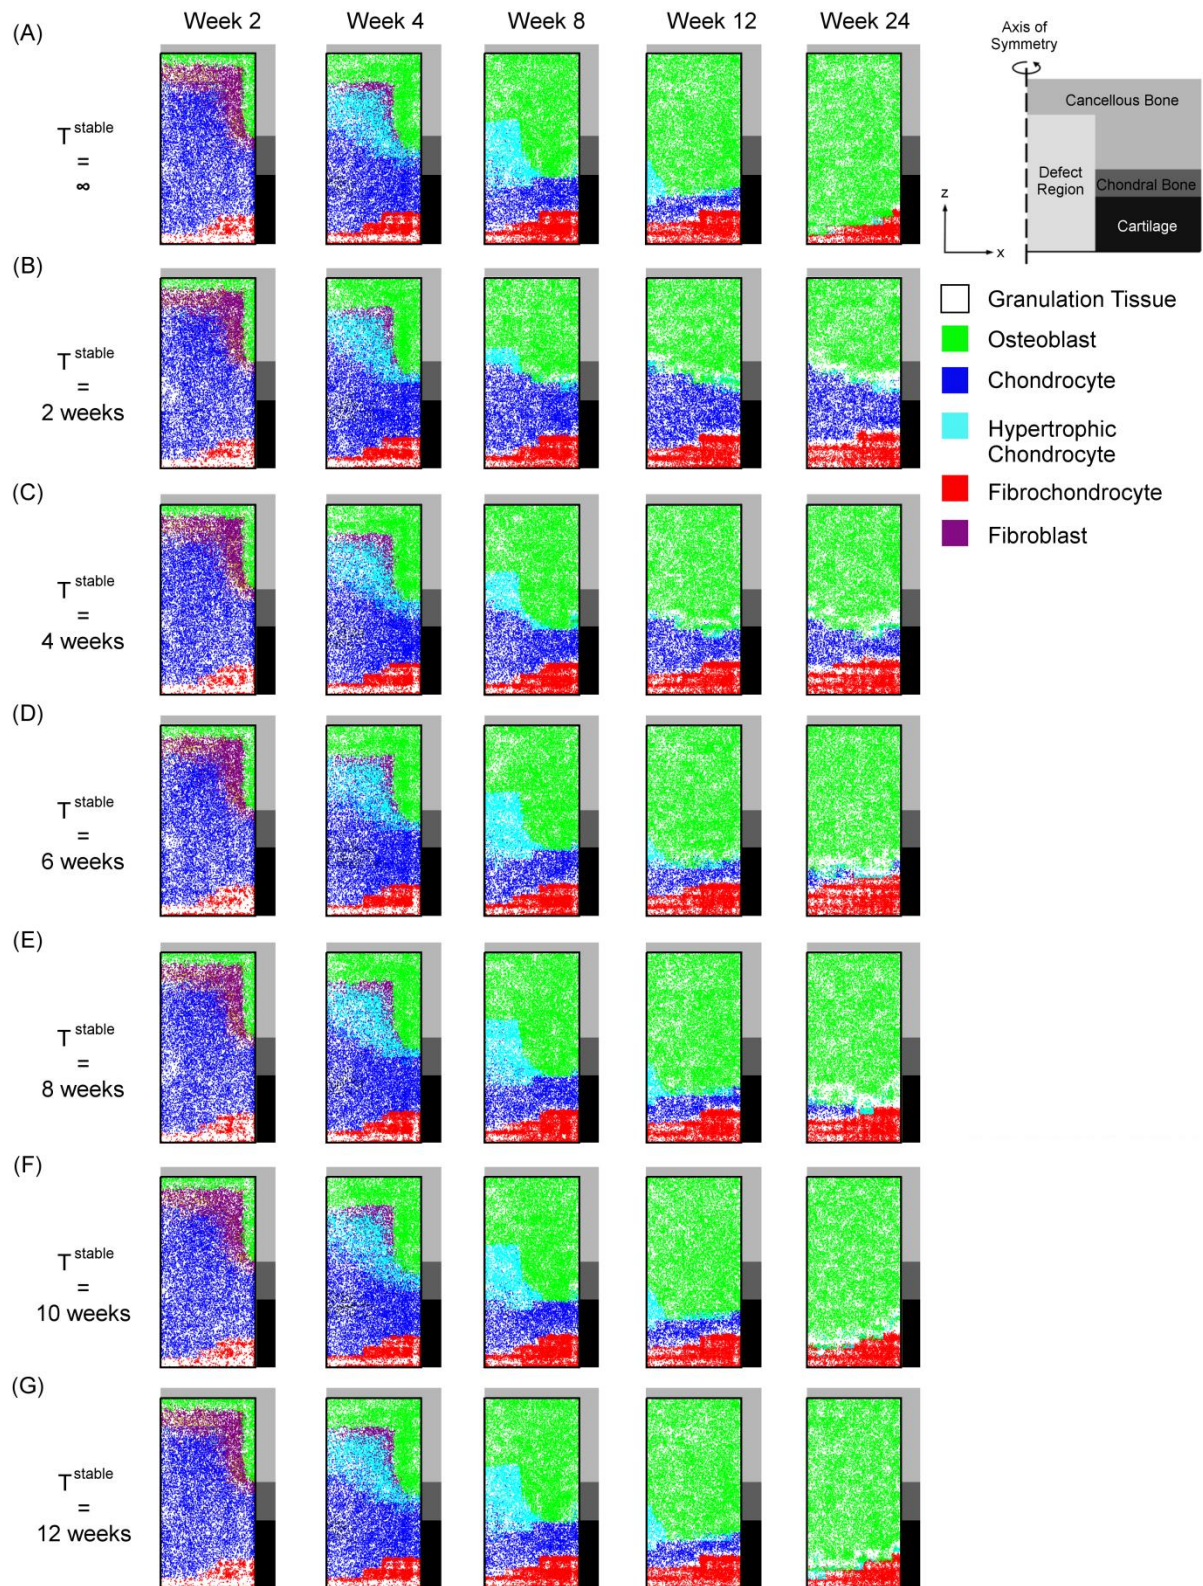 Week 2 Week 4 Week 8 Week 12 Week 24
(A)
T stable
=
∞
Axis of
Symmetry
Cancellous Bone
Defect
Region
Chondral Bone
Cartilage
z
x
(B)
T stable
=
2 weeks
Granulation Tissue
Osteoblast
Chondrocyte
Hypertrophic
Chondrocyte
Fibrochondrocyte
Fibroblast
(C)
T stable
=
4 weeks
(D)
T stable
=
6 weeks
(E)
T stable
=
8 weeks
(F)
T stable
=
10 weeks
(G)
T stable
=
12 weeks